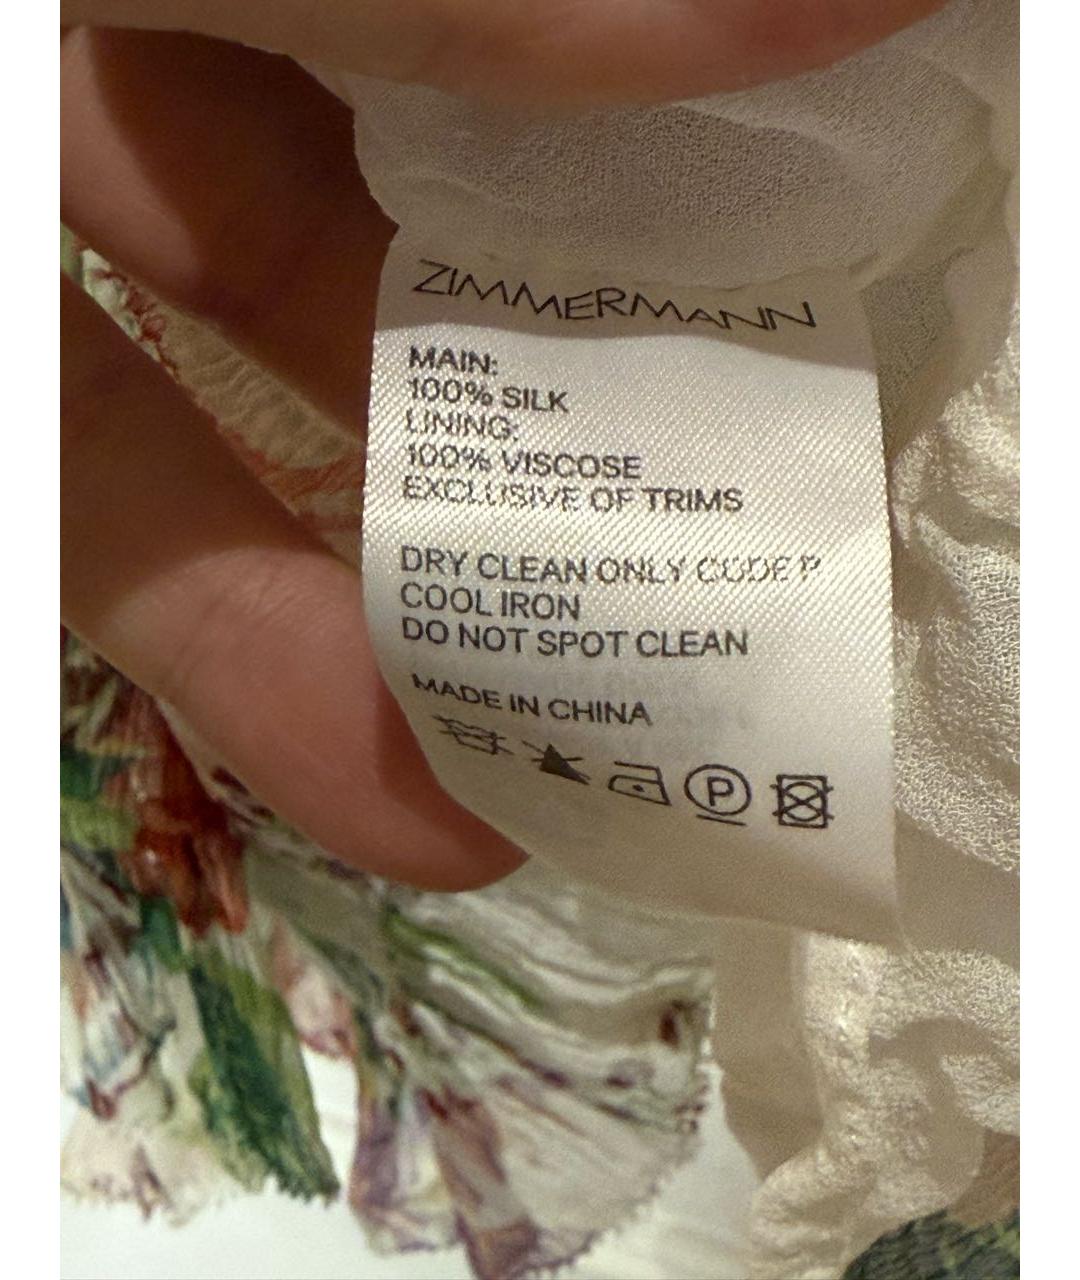 ZIMMERMANN
MAIN:
100% SILK
LINING:
100% VISCOSE
EXCLUSIVE OF TRIMS
DRY CLEAN ONLY CODE P
COOL IRON
DO NOT SPOT CLEAN
MADE IN CHINA
P